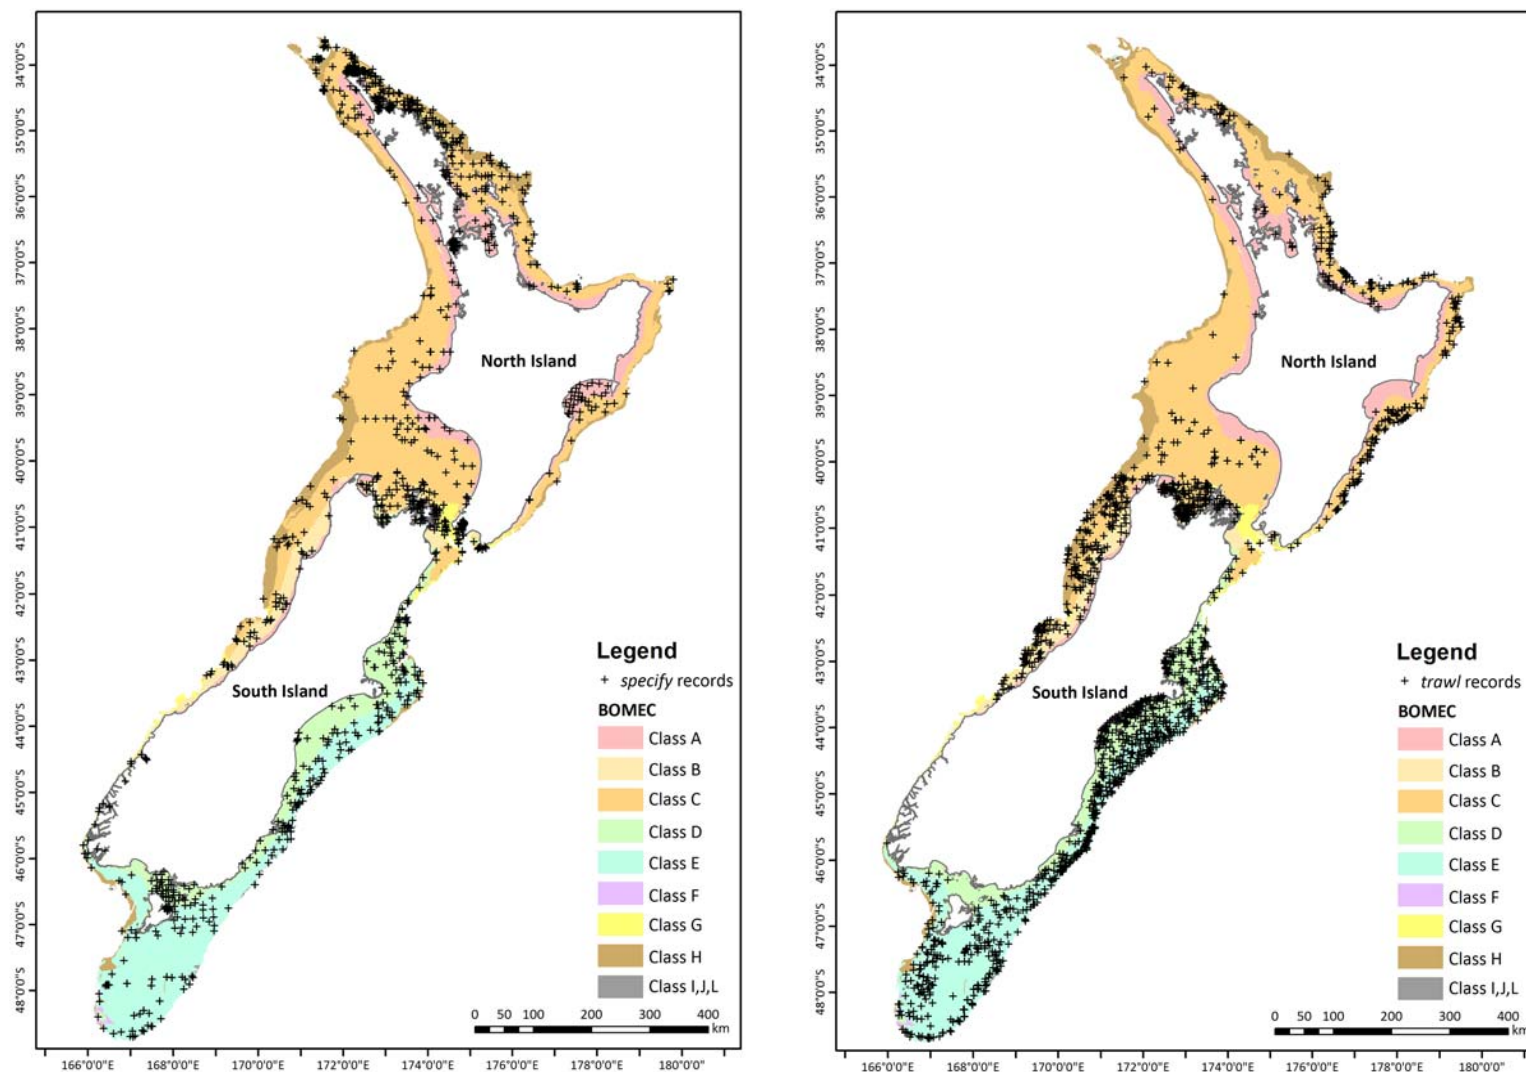 34°0'0"S
35°0'0"S
36°0'0"S
37°0'0"S
38°0'0"S
39°0'0"S
40°0'0"S
41°0'0"S
42°0'0"S
43°0'0"S
44°0'0"S
45°0'0"S
46°0'0"S
47°0'0"S
48°0'0"S
North Island
South Island
Legend
+ specify records
BOMEC
Class A
Class B
Class C
Class D
Class E
Class F
Class G
Class H
Class I,J,L
0 50 100 200 300 400
km
166°0'0"E 168°0'0"E 170°0'0"E 172°0'0"E 174°0'0"E 176°0'0"E 178°0'0"E 180°0'0"
34°0'0"S
35°0'0"S
36°0'0"S
37°0'0"S
38°0'0"S
39°0'0"S
40°0'0"S
41°0'0"S
42°0'0"S
43°0'0"S
44°0'0"S
45°0'0"S
46°0'0"S
47°0'0"S
48°0'0"S
North Island
South Island
Legend
+ trawl records
BOMEC
Class A
Class B
Class C
Class D
Class E
Class F
Class G
Class H
Class I,J,L
0 50 100 200 300 400
km
166°0'0"E 168°0'0"E 170°0'0"E 172°0'0"E 174°0'0"E 176°0'0"E 178°0'0"E 180°0'0"